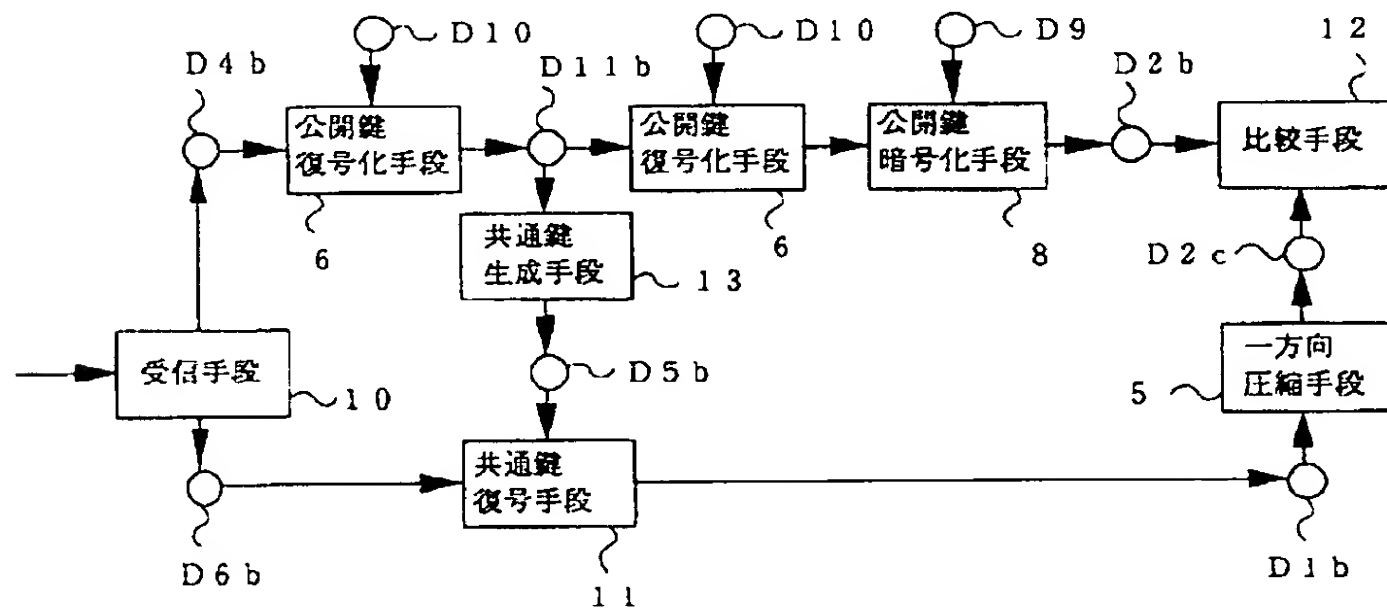 D10
D10
D9
12
D4b
D11b
D2b
公開鍵
復号化手段
公開鍵
復号化手段
公開鍵
暗号化手段
比較手段
6
6
8
共通鍵
生成手段
13
D2c
受信手段
10
D5b
一方向
圧縮手段
5
共通鍵
復号手段
D6b
11
D1b